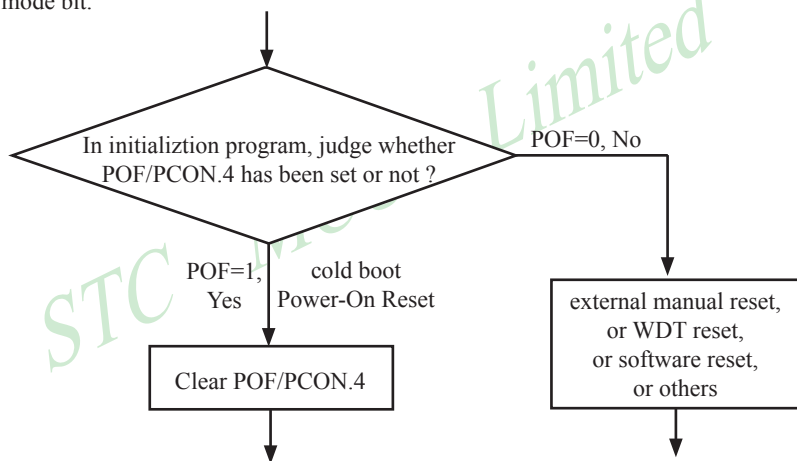 mode bit.
In initializtion program, judge whether
POF/PCON.4 has been set or not ?
POF=0, No
POF=1,
Yes
cold boot
Power-On Reset
Clear POF/PCON.4
external manual reset,
or WDT reset,
or software reset,
or others
STC MCU Limited